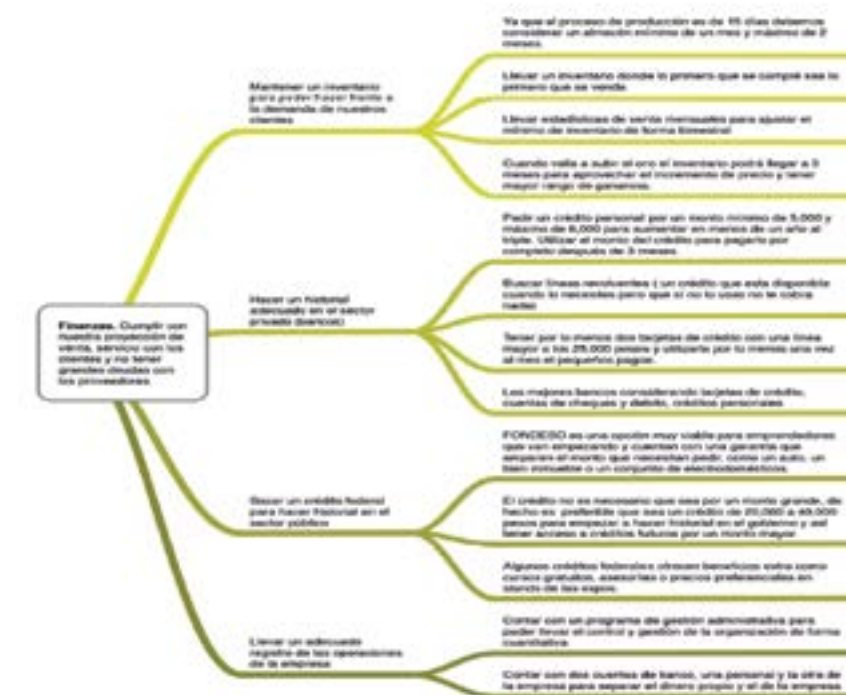 Ya que el proceso de producción es de 15 días debemos
considerar un almacén mínimo de un mes y máximo de 2
meses.
Llevar un inventario donde lo primero que se compré sea lo
primero que se venda
Mantener un inventario
para poder hacer frente a
la demanda de nuestros
clientes
Llevar estadísticas de venta mensuales para ajustar el
mínimo de inventario de forma trimestral
Cuando valla a subir el oro el inventario podrá llegar a 3
meses para aprovechar el incremento de precio y tener
mayor rango de ganancia.
Pedir un crédito personal por un monto mínimo de 5,000 y
máximo de 8,000 para aumentar en menos de un año al
triple. Utilizar el monto del crédito para pagarlo por
completo después de 3 meses.
Buscar líneas revolventes ( un crédito que esta disponible
cuando lo necesites pero que si no lo usas no te cobra
nada)
Hacer un historial
adecuado en el sector
privado (bancos)
Finanzas. Cumplir con
nuestra proyección de
venta, servicio con los
clientes y no tener
grandes deudas con
los proveedores
Tener por lo menos dos tarjetas de crédito con una línea
mayor a los 25,000 pesos y utilizarla por lo menos una vez
al mes el pequeños pagos.
Los mejores bancos considerando tarjetas de crédito,
cuentas de cheques y debito, créditos personales
FONDESO es una opción muy viable para emprendedores
que van empezando y cuentan con una garantía que
empare el monto que necesitan pedir, como un auto, un
bien inmueble o un conjunto de electrodomésticos.
Sacar un crédito federal
para hacer historial en el
sector público
El crédito no es necesario que sea por un monto grande, de
hecho es preferible que sea un crédito de 20,000 a 40,000
pesos para empezar a hacer historial en el gobierno y así
tener acceso a créditos futuros por un monto mayor
Algunos créditos federales ofrecen beneficios extra como
cursos gratuitos, asesorías o precios preferenciales en
stands de las expos.
Llevar un adecuado
registro de las operaciones
de la empresa
Contar con un programa de gestión administrativa para
poder llevar el control y gestión de la organización de forma
cuantitativa
Contar con dos cuentas de banco, una personal y la otra de
la empresa para separar el dinero propio y el de la empresa